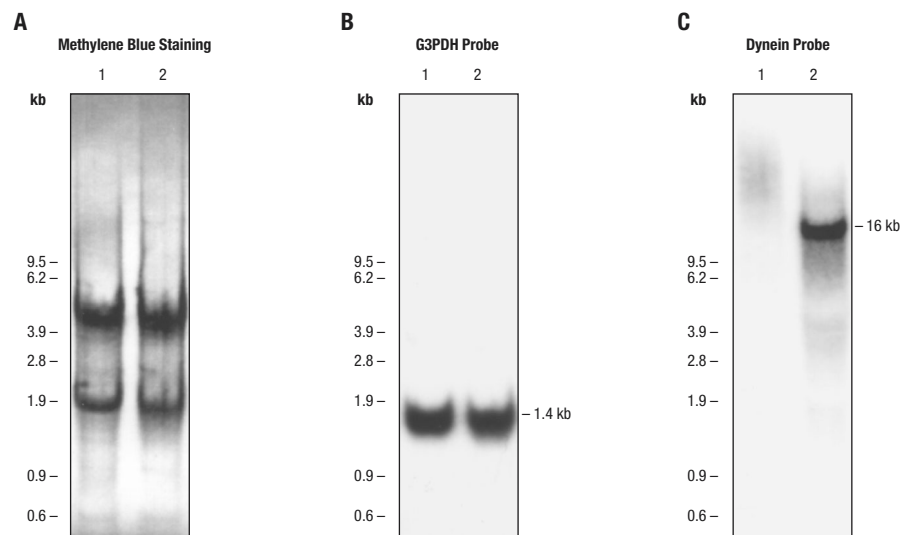 A
Methylene Blue Staining
1 2
kb
9.5 –
6.2 –
3.9 –
2.8 –
1.9 –
0.9 –
0.6 –
B
G3PDH Probe
1 2
kb
9.5 –
6.2 –
3.9 –
2.8 –
1.9 –
– 1.4 kb
0.9 –
0.6 –
C
Dynein Probe
1 2
kb
– 16 kb
9.5 –
6.2 –
3.9 –
2.8 –
1.9 –
0.9 –
0.6 –